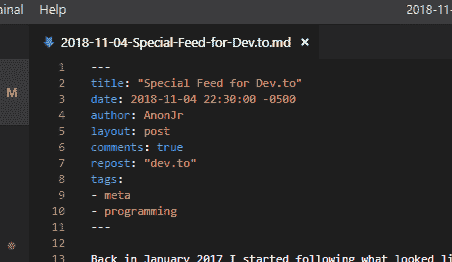 minal Help 2018-11-
2018-11-04-Special-Feed-for-Dev.to.md ×
M
1 ---
2 title: "Special Feed for Dev.to"
3 date: 2018-11-04 22:30:00 -0500
4 author: AnonJr
5 layout: post
6 comments: true
7 repost: "dev.to"
8 tags:
9 - meta
10 - programming
11 ---
12
13 Back in January 2017 I started following what looked li